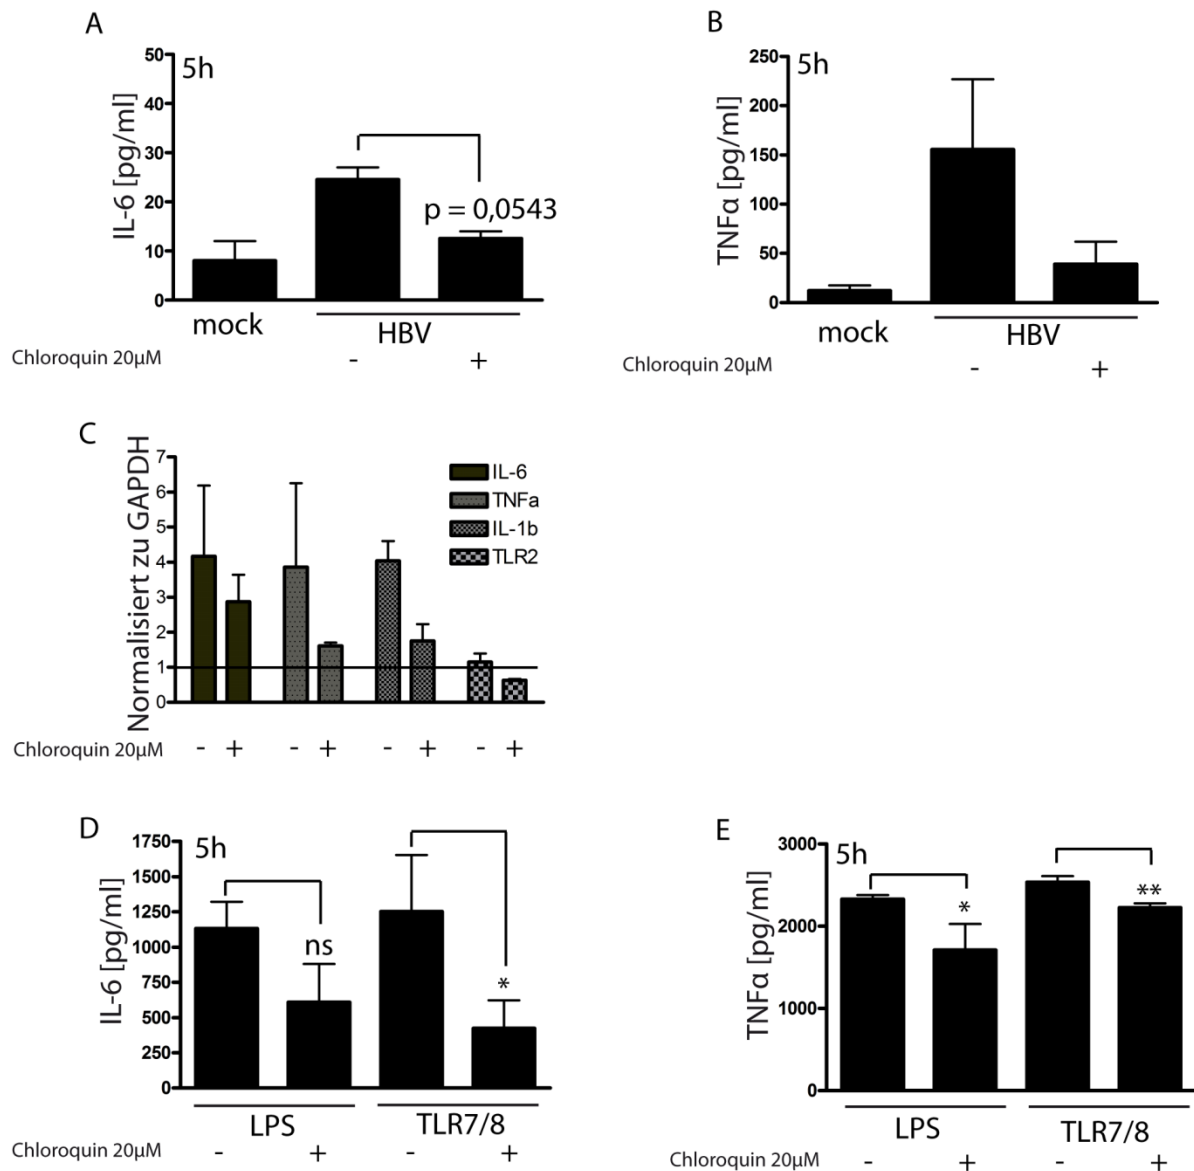 A
IL-6 [pg/ml]
50
40
30
20
10
0
5h
p = 0,0543
mock
HBV
Chloroquin 20µM
-
+
B
TNFα [pg/ml]
250
200
150
100
50
0
5h
mock
HBV
Chloroquin 20µM
-
+
C
Normalisiert zu GAPDH
7
6
5
4
3
2
1
0
IL-6
TNFa
IL-1b
TLR2
Chloroquin 20µM
- + - + - + - +
D
IL-6 [pg/ml]
1750
1500
1250
1000
750
500
250
0
5h
ns
*
LPS
TLR7/8
Chloroquin 20µM
- + - +
E
TNFα [pg/ml]
3000
2000
1000
0
5h
*
**
LPS
TLR7/8
Chloroquin 20µM
- + - +